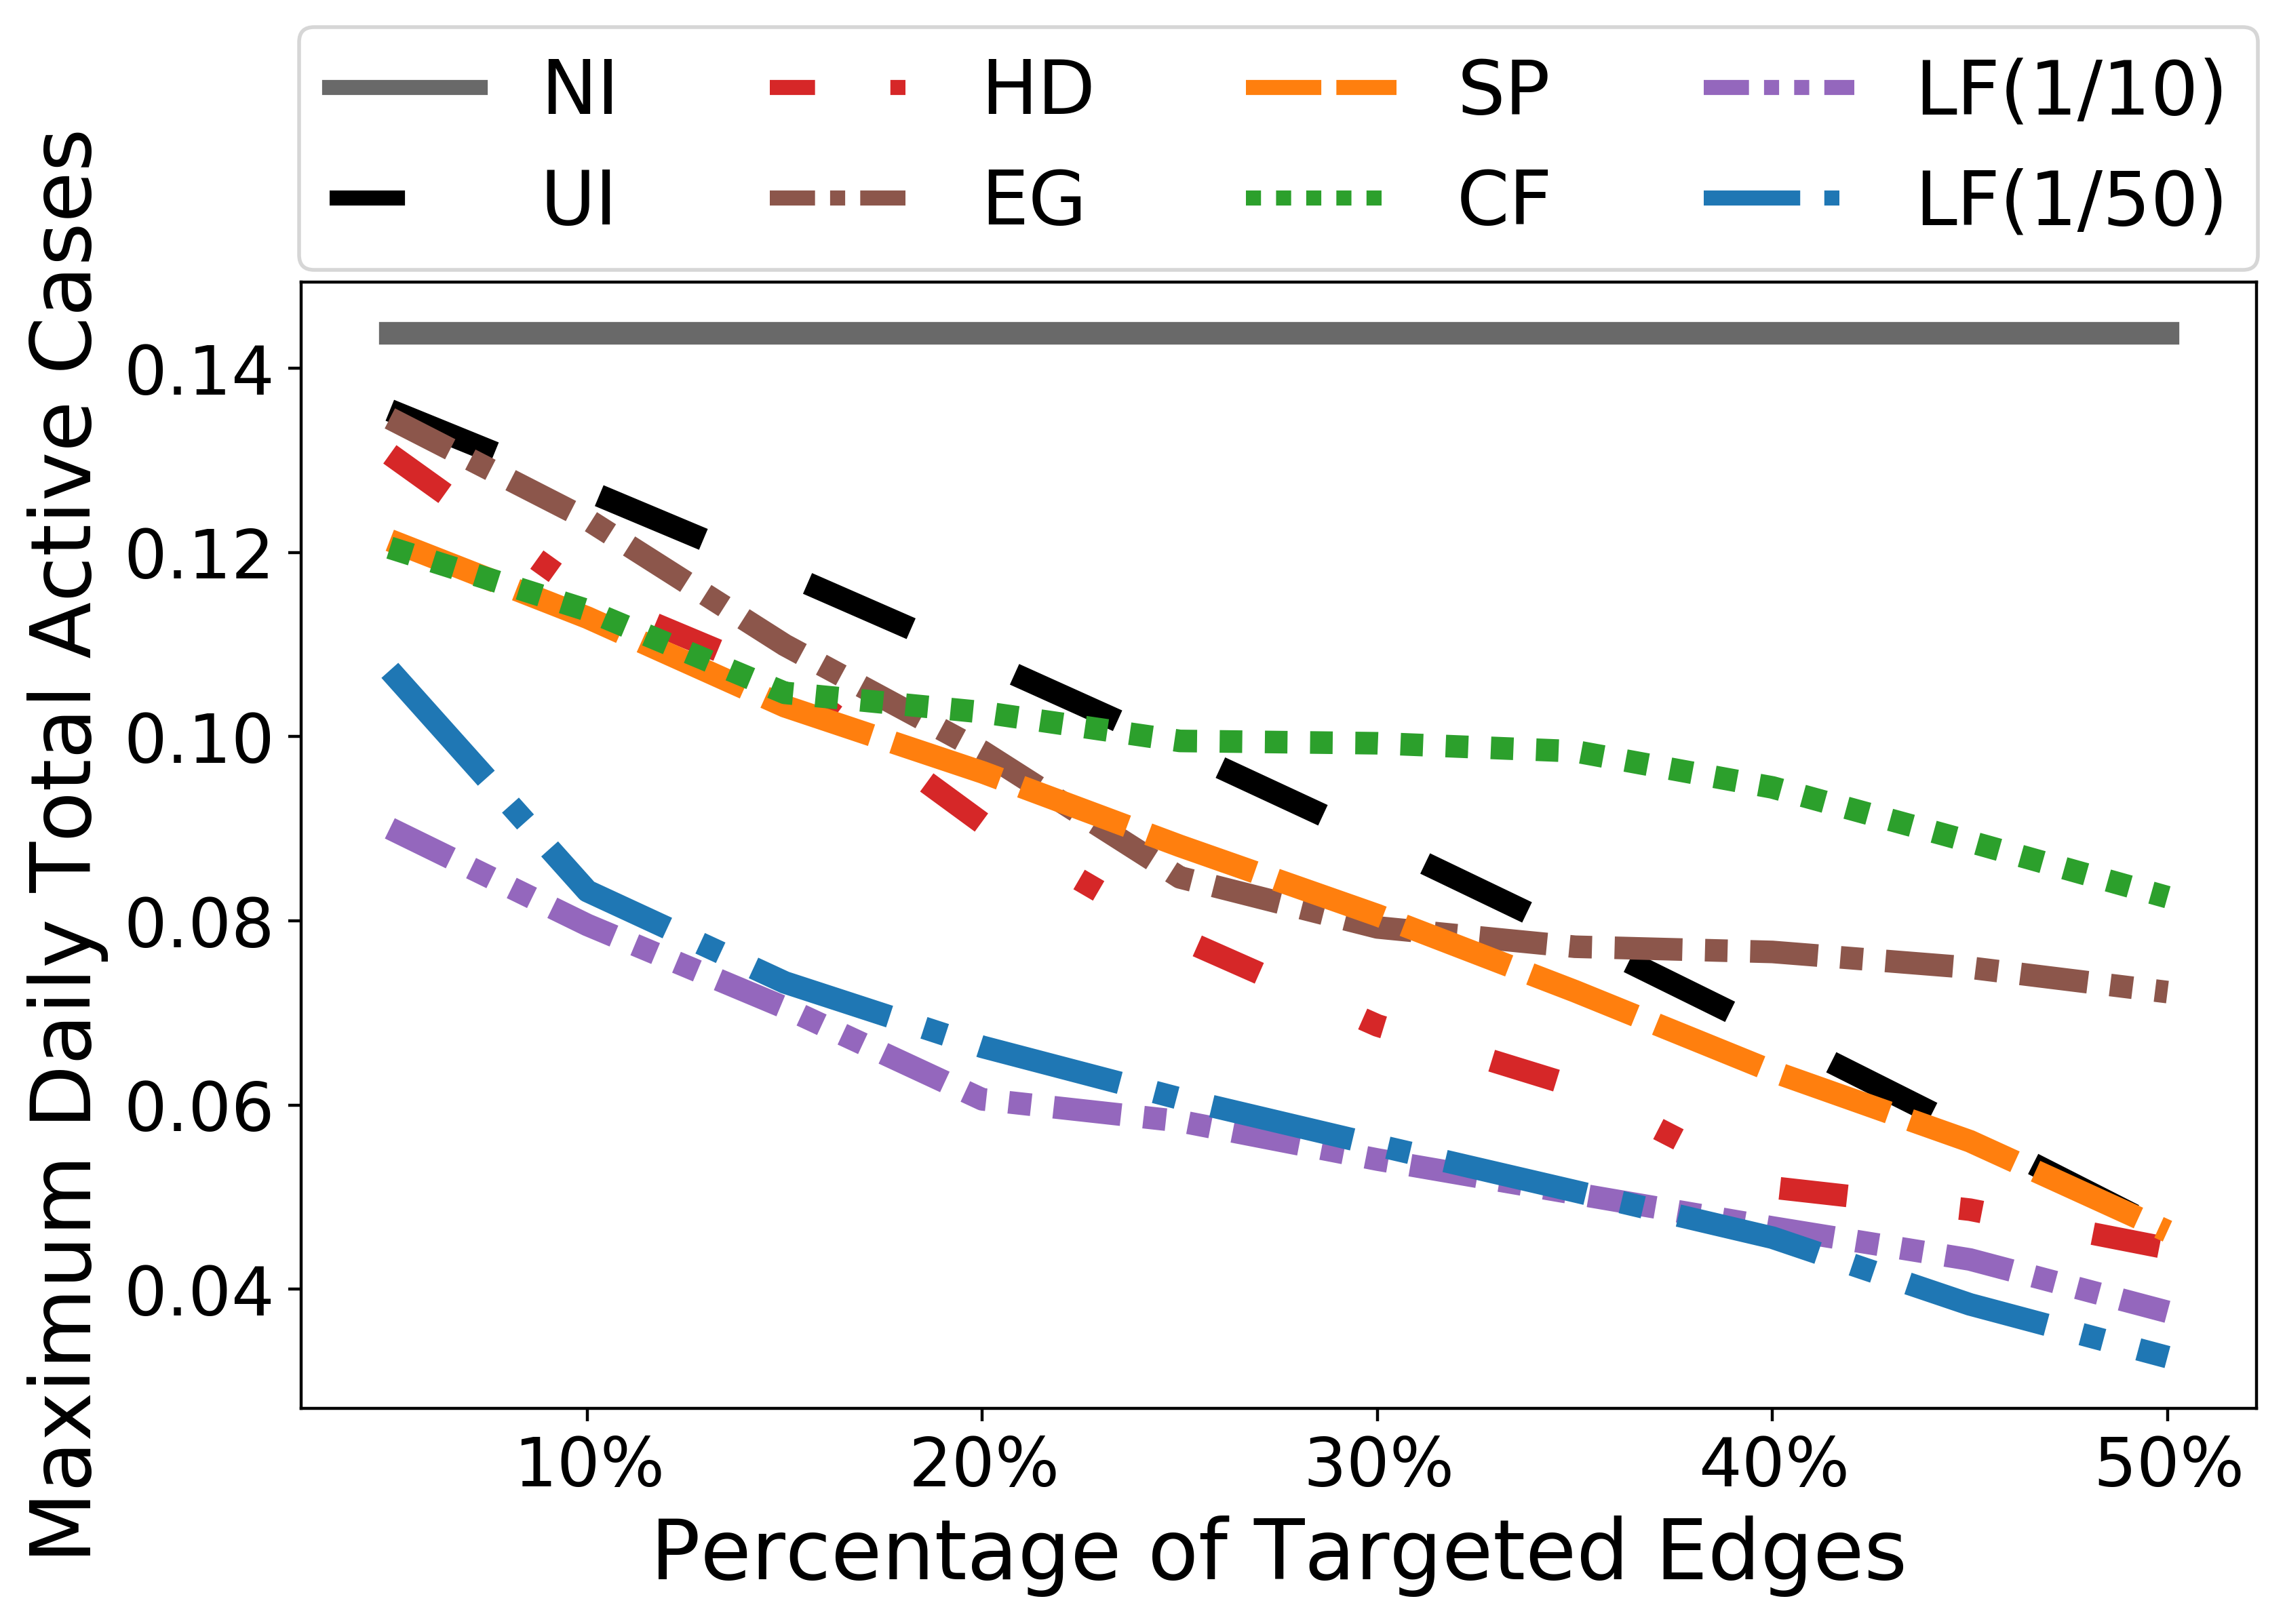 NI HD SP LF(1/10)
UI EG CF LF(1/50)
Maximum Daily Total Active Cases
0.14
0.12
0.10
0.08
0.06
0.04
10% 20% 30% 40% 50%
Percentage of Targeted Edges